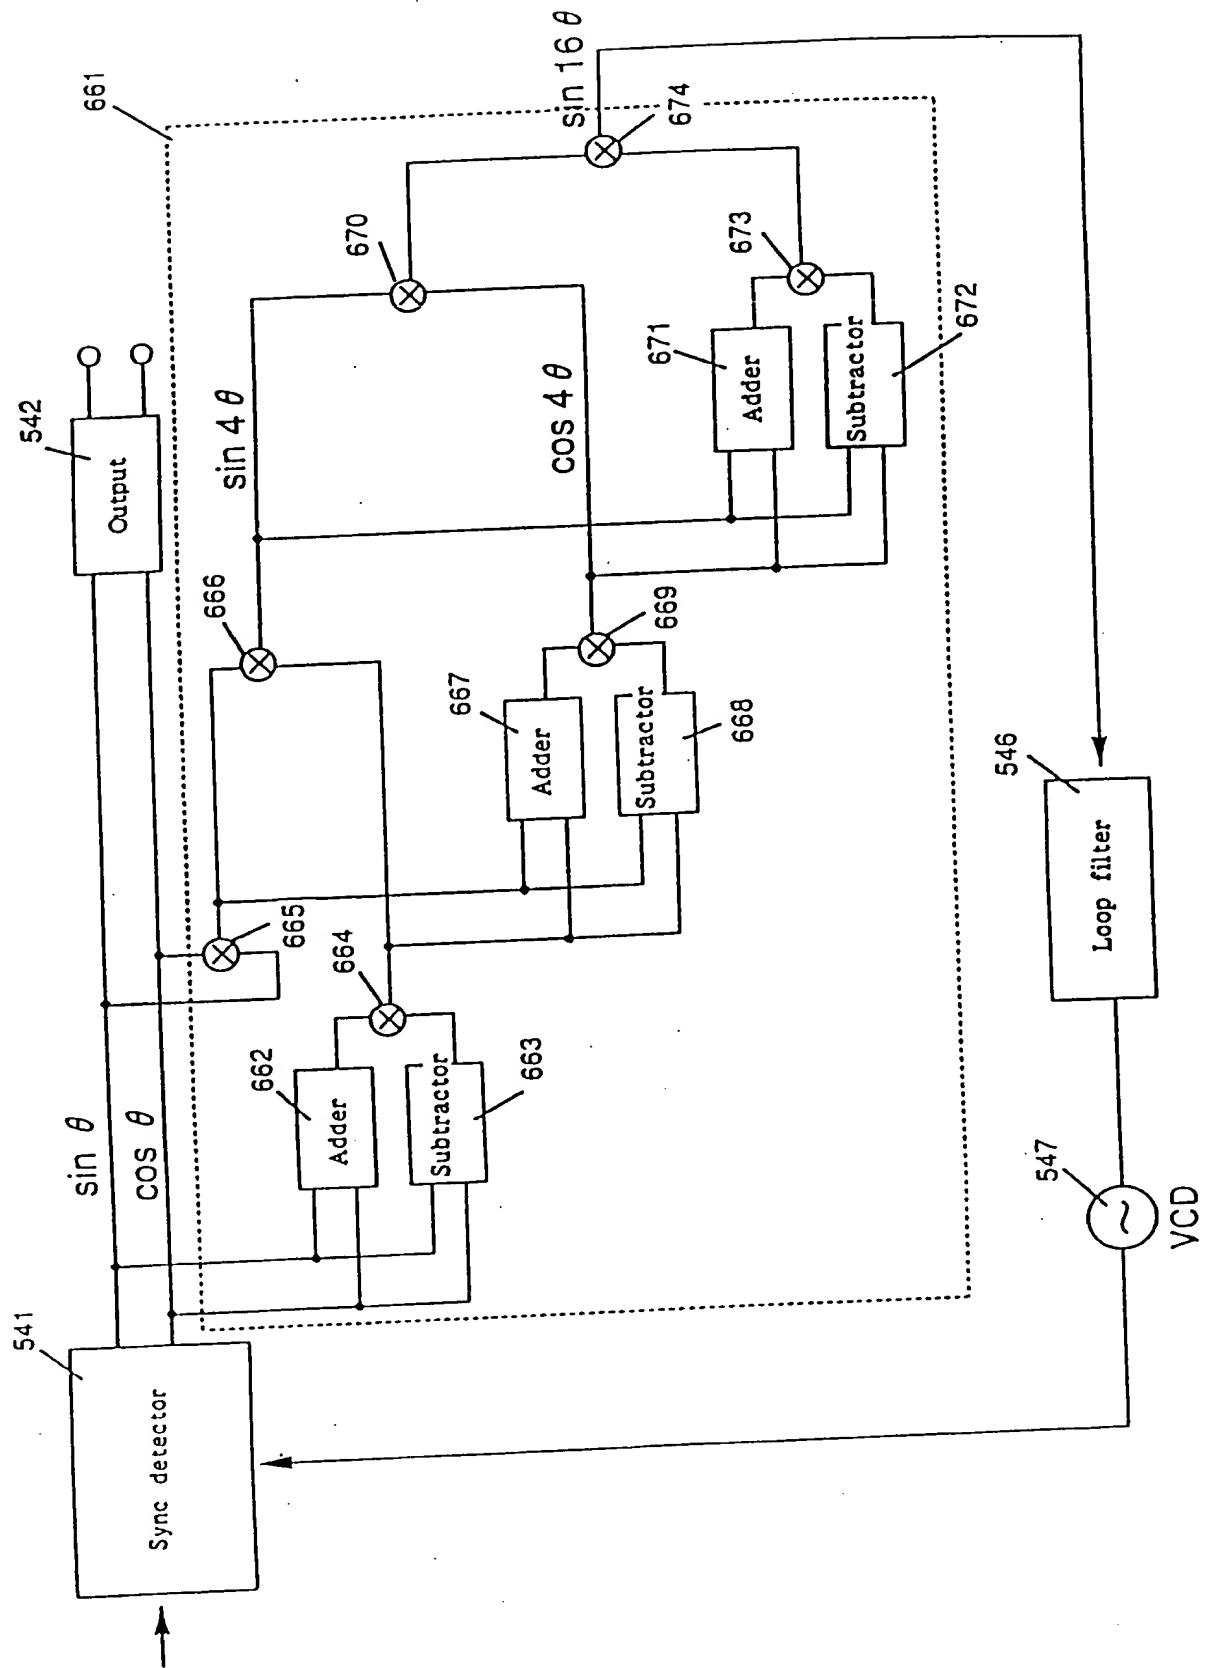 541
Sync detector
sin θ
cos θ
542
Output
661
662
Adder
663
Subtractor
664
665
666
667
Adder
668
Subtractor
669
sin 4 θ
cos 4 θ
670
671
Adder
672
Subtractor
673
674
sin 16 θ
546
Loop filter
547
VCD